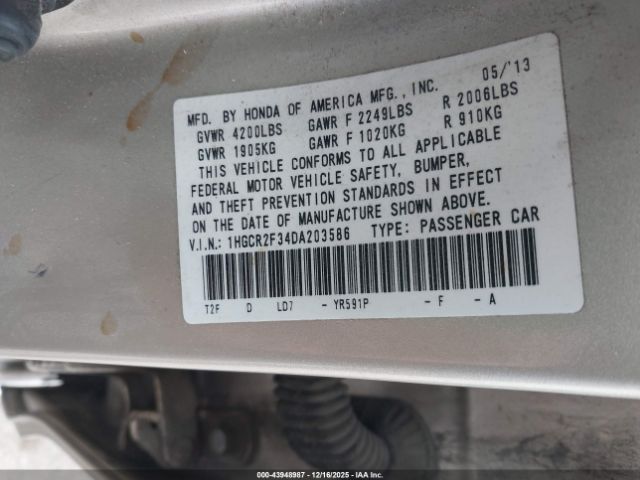 MFD. BY HONDA OF AMERICA MFG., INC. 05/'13
GVWR 4200LBS GAWR F 2249LBS R 2006LBS
GVWR 1905KG GAWR F 1020KG R 910KG
THIS VEHICLE CONFORMS TO ALL APPLICABLE
FEDERAL MOTOR VEHICLE SAFETY, BUMPER,
AND THEFT PREVENTION STANDARDS IN EFFECT
ON THE DATE OF MANUFACTURE SHOWN ABOVE.
V.I.N.: 1HGCR2F34DA203586 TYPE: PASSENGER CAR
T2F D LD7 - YR591P - F - A
000-43948987 - 12/16/2025 - IAA Inc.